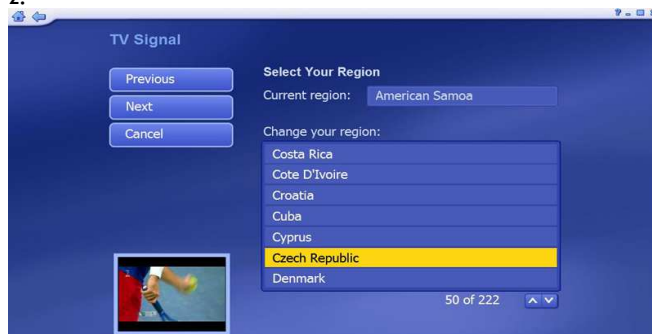 2.
TV Signal
Previous
Next
Cancel
Select Your Region
Current region: American Samoa
Change your region:
Costa Rica
Cote D'Ivoire
Croatia
Cuba
Cyprus
Czech Republic
Denmark
50 of 222